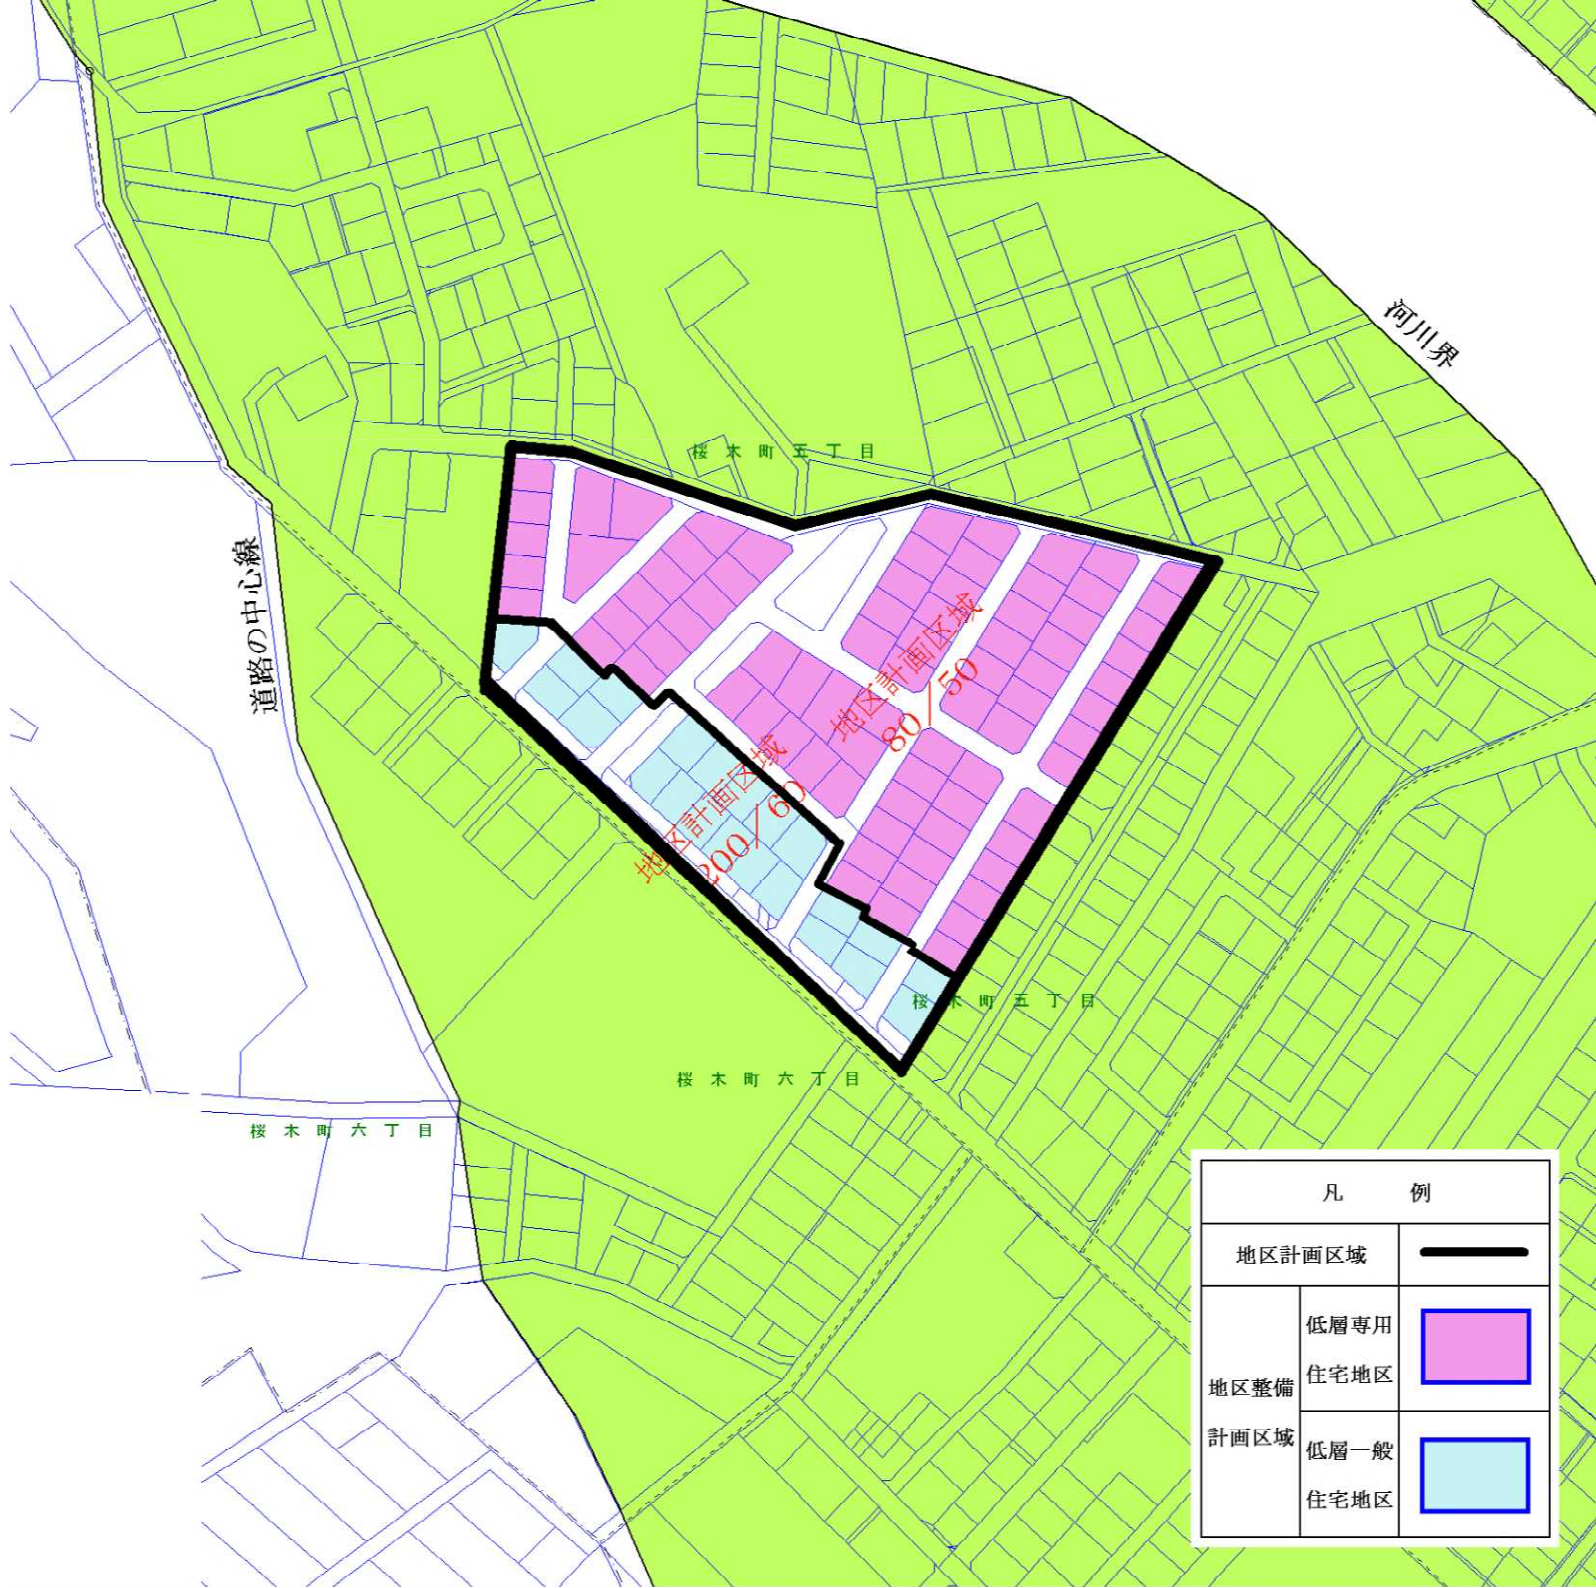 河川界
桜木町五丁目
道路の中心線
地区計画区域
80/50
地区計画区域
200/60
桜木町五丁目
桜木町六丁目
桜木町六丁目
凡 例
地区計画区域
地区整備
計画区域
低層専用
住宅地区
低層一般
住宅地区